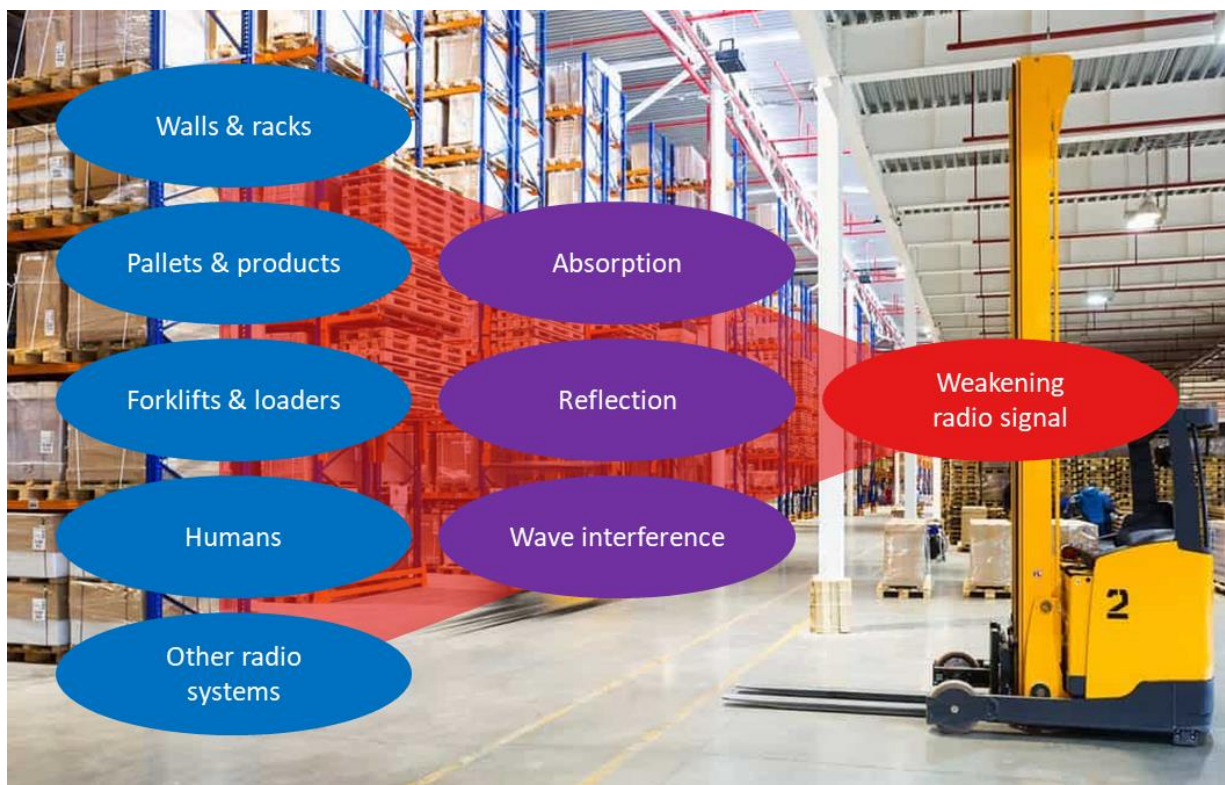 Walls & racks
Pallets & products
Absorption
Forklifts & loaders
Reflection
Weakening
radio signal
Humans
Wave interference
Other radio
systems
2